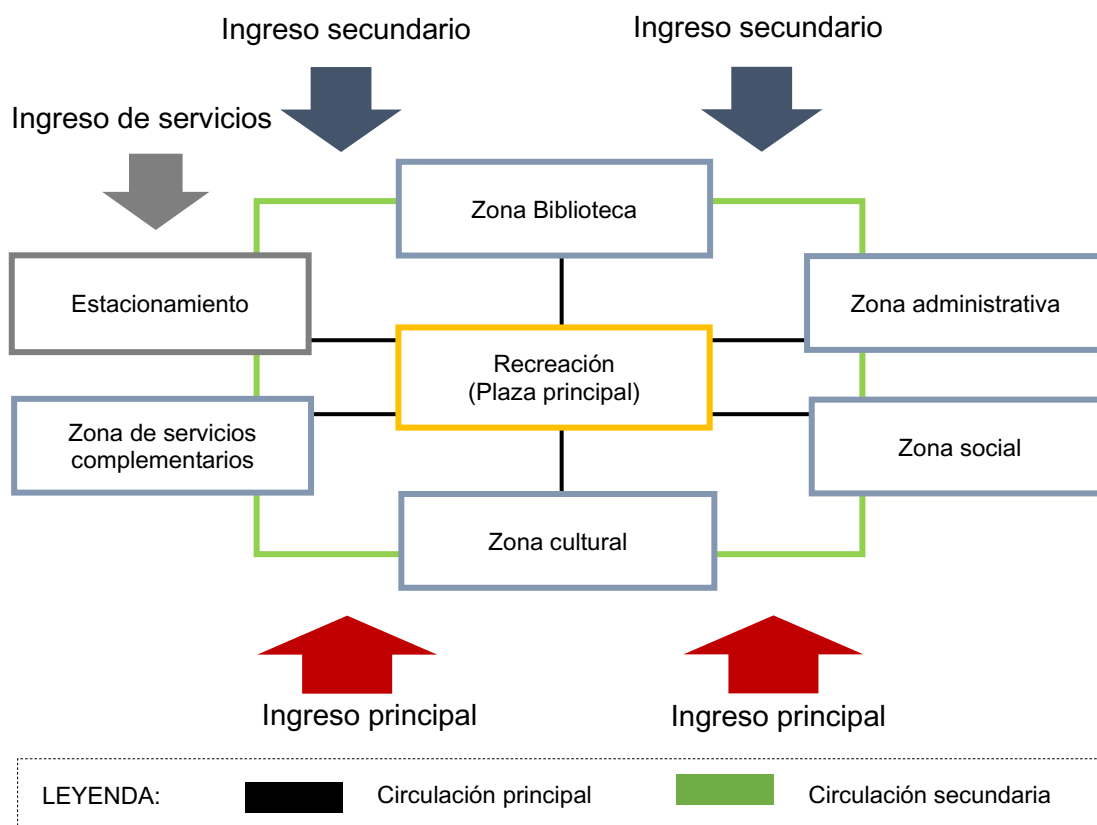 Ingreso secundario
Ingreso secundario
Ingreso de servicios
Zona Biblioteca
Estacionamiento
Zona administrativa
Recreación
(Plaza principal)
Zona de servicios
complementarios
Zona social
Zona cultural
Ingreso principal
Ingreso principal
LEYENDA:
Circulación principal
Circulación secundaria